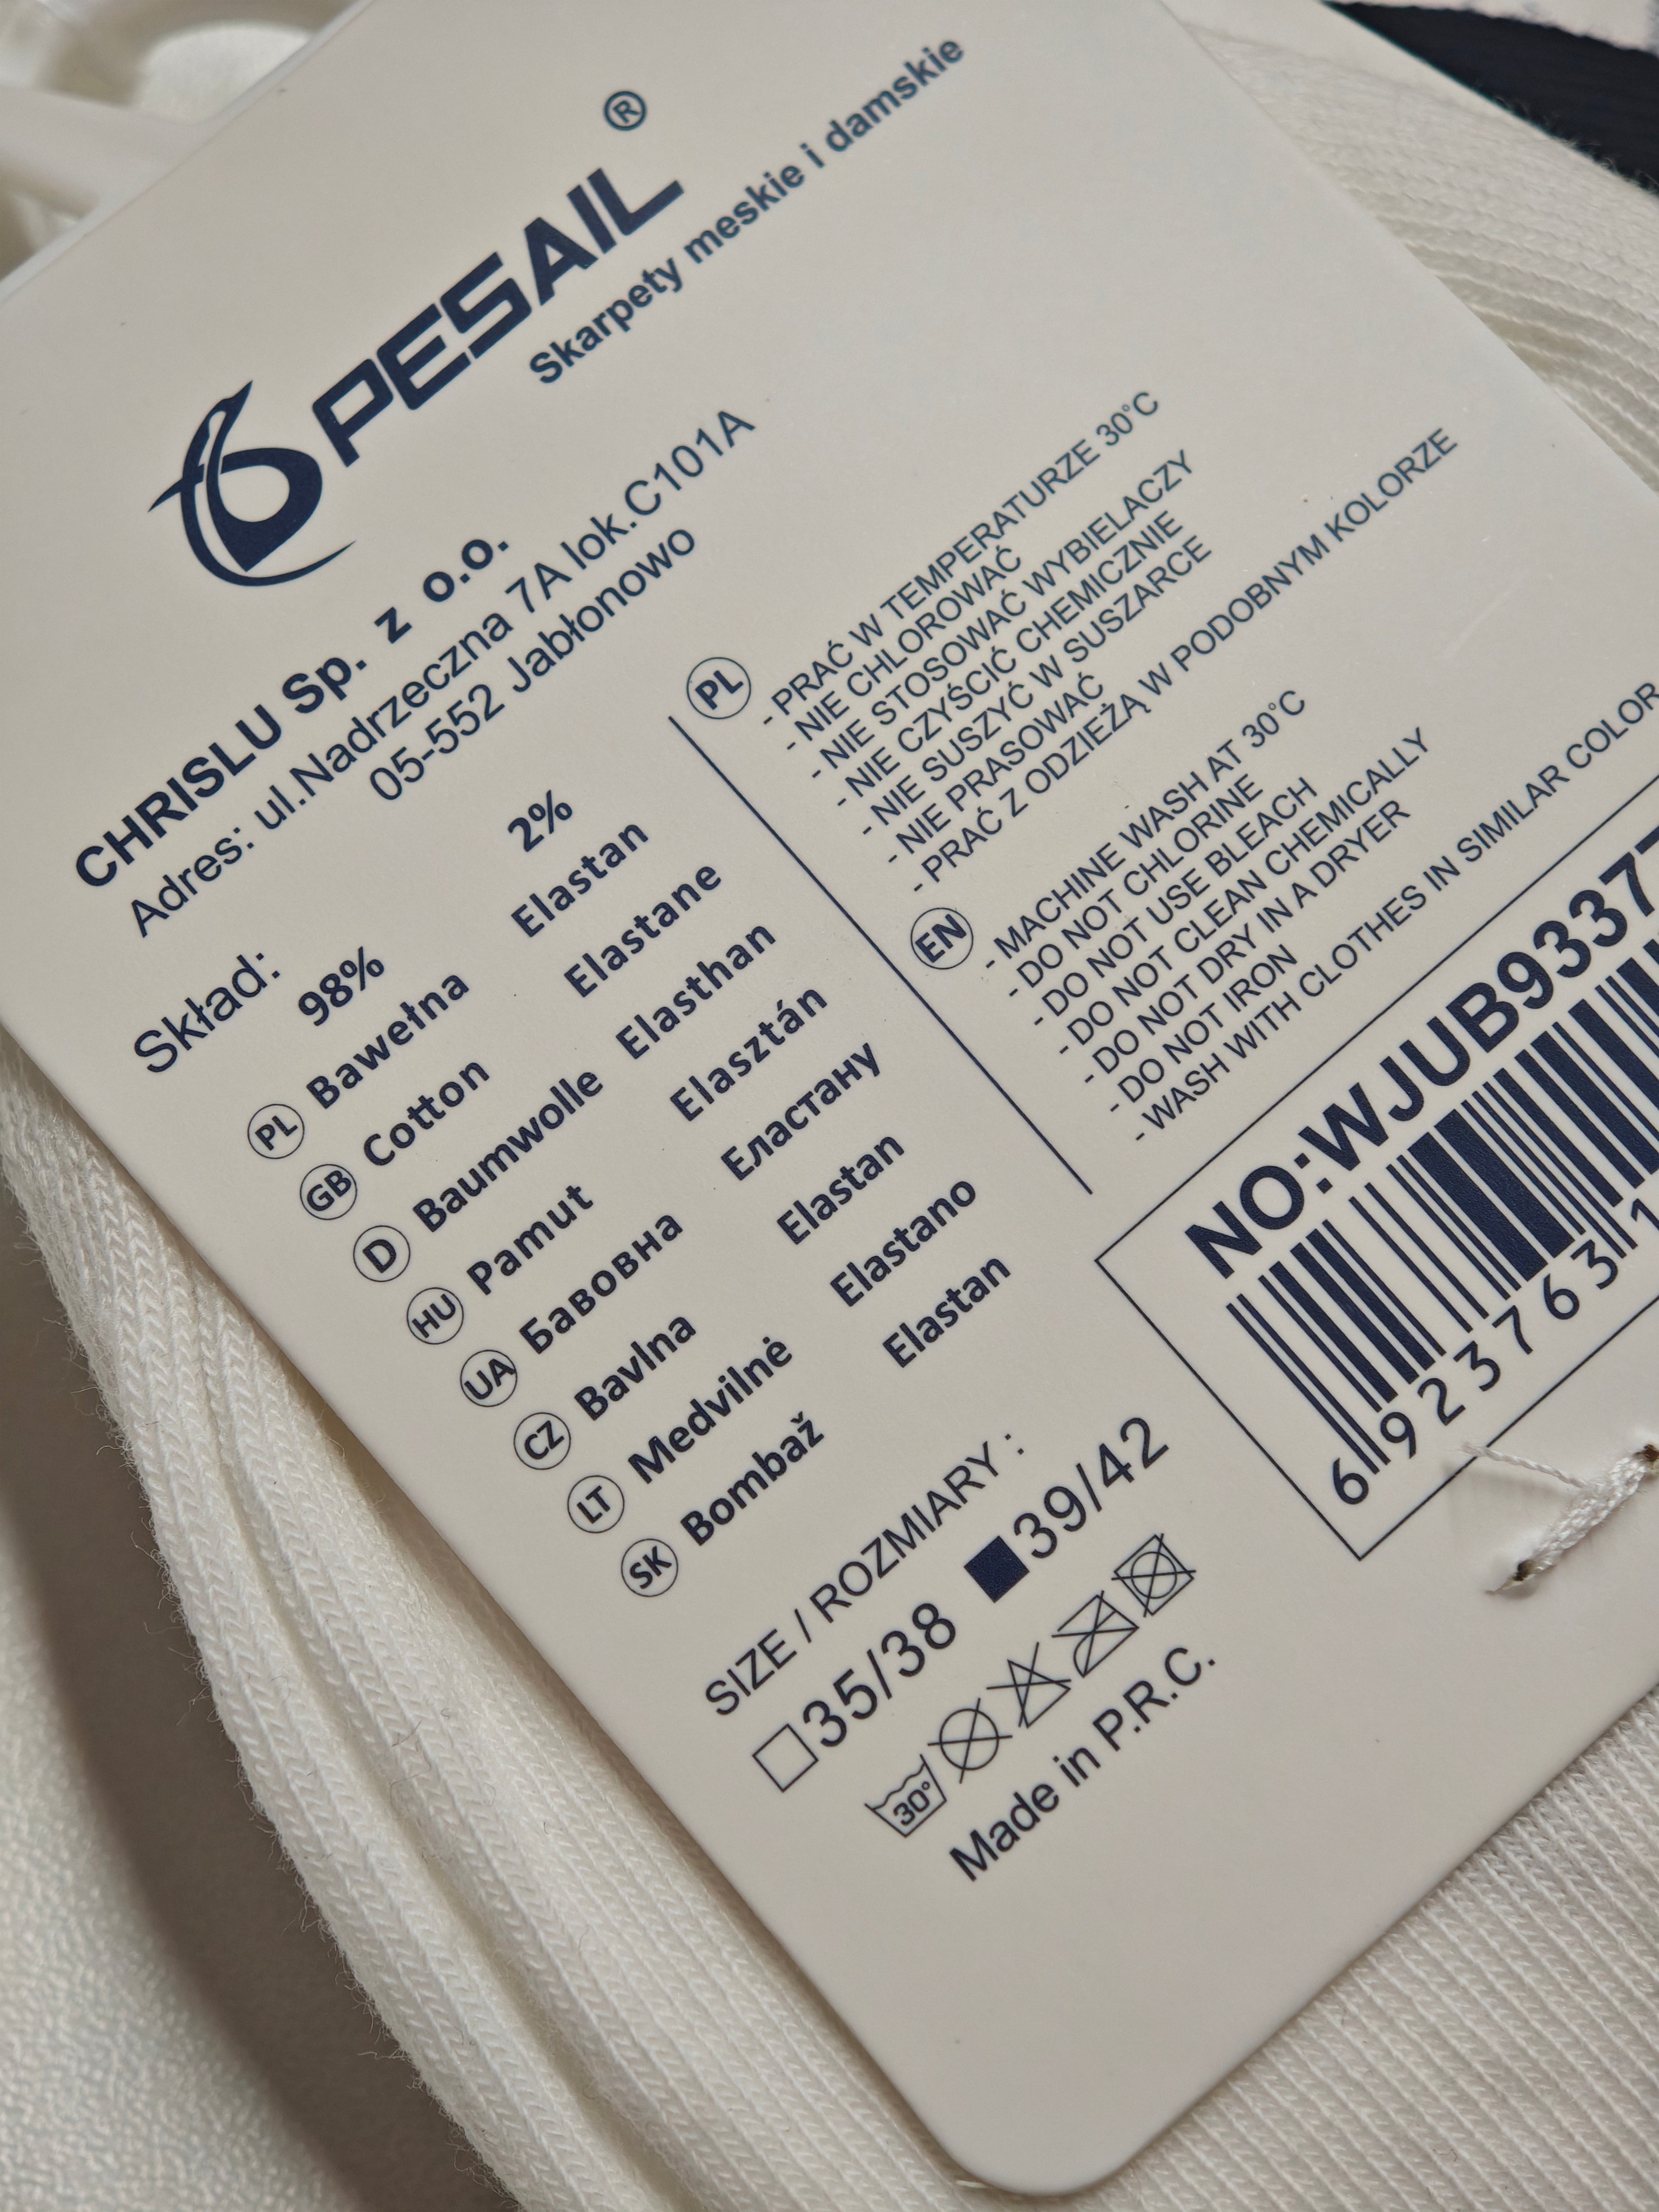 PESAIL®
Skarpety meskie i damskie
CHRISLU Sp. z o.o.
Adres: ul.Nadrzeczna 7A lok.C101A
05-552 Jabłonowo
Skład:
98% 2%
PL Bawełna Elastan
GB Cotton Elastane
D Baumwolle Elasthan
HU Pamut Elasztán
UA Бавовна Еластану
CZ Bavlna Elastan
LT Medvilnė Elastano
SK Bombaž Elastan
PL
- PRAĆ W TEMPERATURZE 30°C
- NIE CHLOROWAĆ
- NIE STOSOWAĆ WYBIELACZY
- NIE CZYŚCIĆ CHEMICZNIE
- NIE SUSZYĆ W SUSZARCE
- NIE PRASOWAĆ
- PRAĆ Z ODZIEŻĄ W PODOBNYM KOLORZE
EN
- MACHINE WASH AT 30°C
- DO NOT CHLORINE
- DO NOT USE BLEACH
- DO NOT CLEAN CHEMICALLY
- DO NOT DRY IN A DRYER
- DO NOT IRON
- WASH WITH CLOTHES IN SIMILAR COLOR
NO:WJUB9337
6 923763 1
SIZE / ROZMIARY :
35/38 39/42
30°
Made in P.R.C.